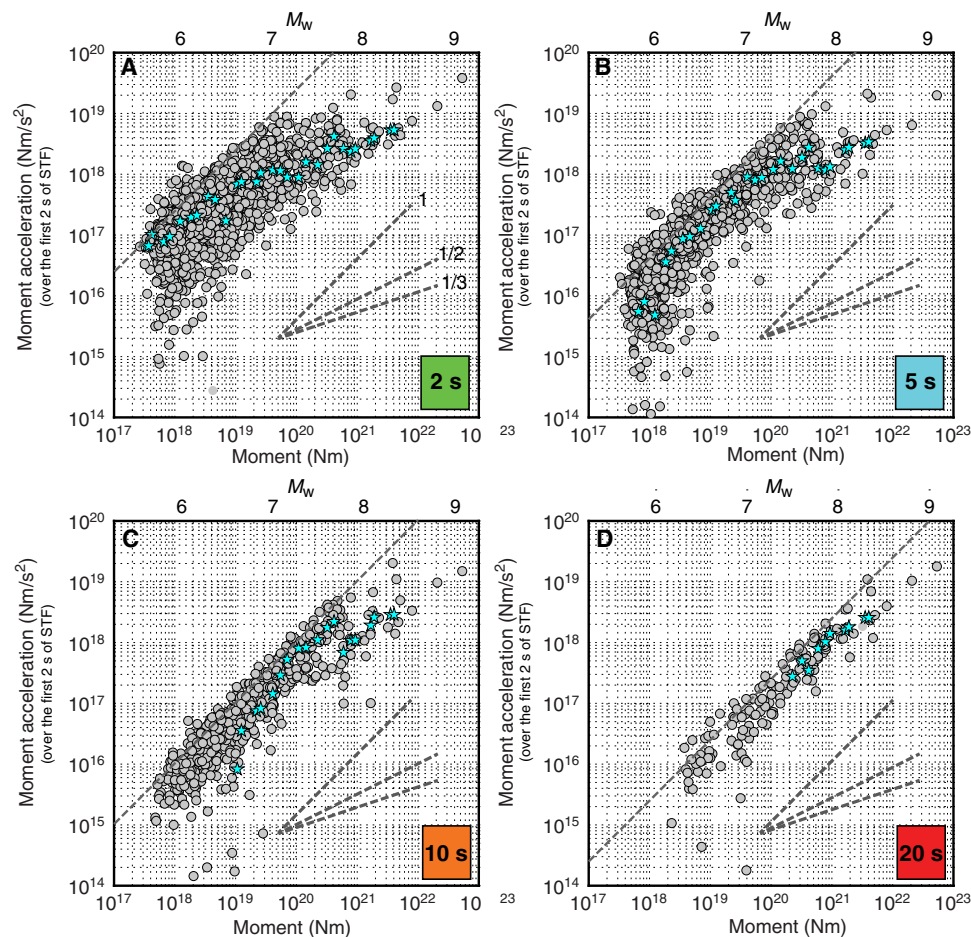 Mw
6 7 8 9
10²⁰
10¹⁹
10¹⁸
10¹⁷
10¹⁶
10¹⁵
10¹⁴
Moment acceleration (Nm/s²)
(over the first 2 s of STF)
A
1
1/2
1/3
2 s
10¹⁷ 10¹⁸ 10¹⁹ 10²⁰ 10²¹ 10²² 10 23
Moment (Nm)
Mw
6 7 8 9
10²⁰
10¹⁹
10¹⁸
10¹⁷
10¹⁶
10¹⁵
10¹⁴
Moment acceleration (Nm/s²)
(over the first 2 s of STF)
B
5 s
10¹⁷ 10¹⁸ 10¹⁹ 10²⁰ 10²¹ 10²² 10²³
Moment (Nm)
Mw
6 7 8 9
10²⁰
10¹⁹
10¹⁸
10¹⁷
10¹⁶
10¹⁵
10¹⁴
Moment acceleration (Nm/s²)
(over the first 2 s of STF)
C
10 s
10¹⁷ 10¹⁸ 10¹⁹ 10²⁰ 10²¹ 10²² 10 23
Moment (Nm)
Mw
6 7 8 9
10²⁰
10¹⁹
10¹⁸
10¹⁷
10¹⁶
10¹⁵
10¹⁴
Moment acceleration (Nm/s²)
(over the first 2 s of STF)
D
20 s
10¹⁷ 10¹⁸ 10¹⁹ 10²⁰ 10²¹ 10²² 10²³
Moment (Nm)